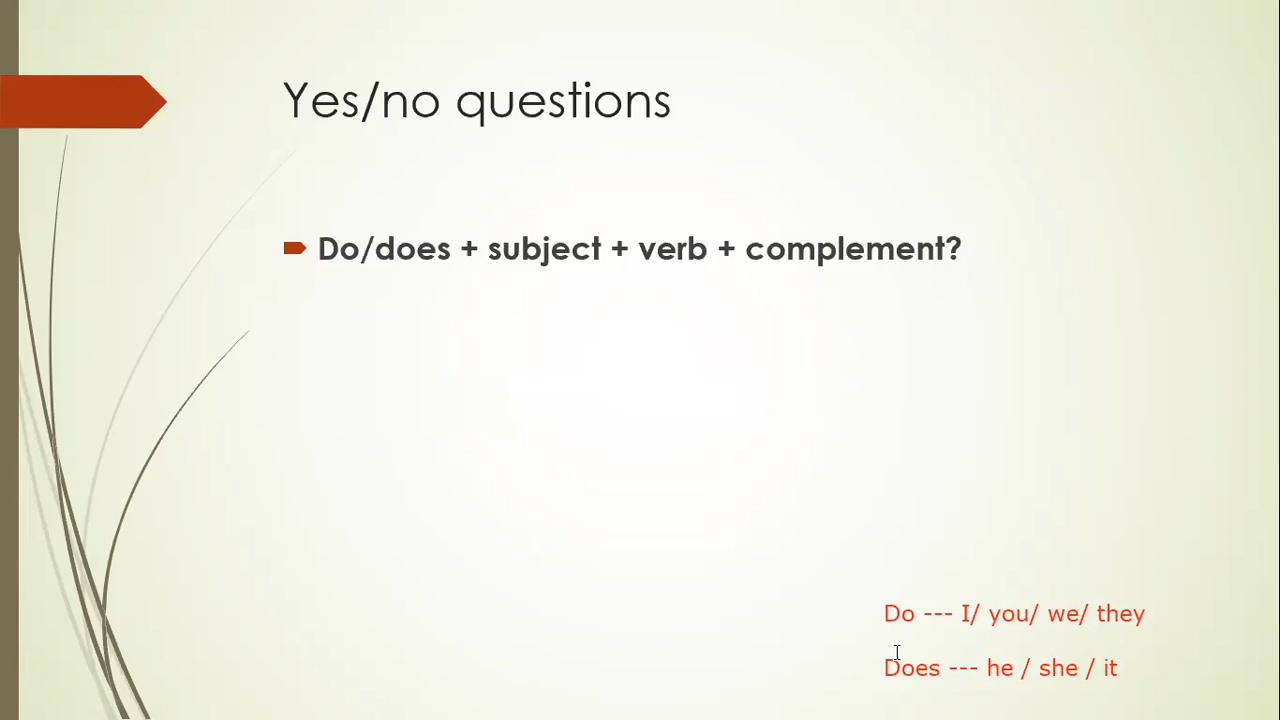 Yes/no questions
Do/does + subject + verb + complement?
Do --- I/ you/ we/ they
Does --- he / she / it